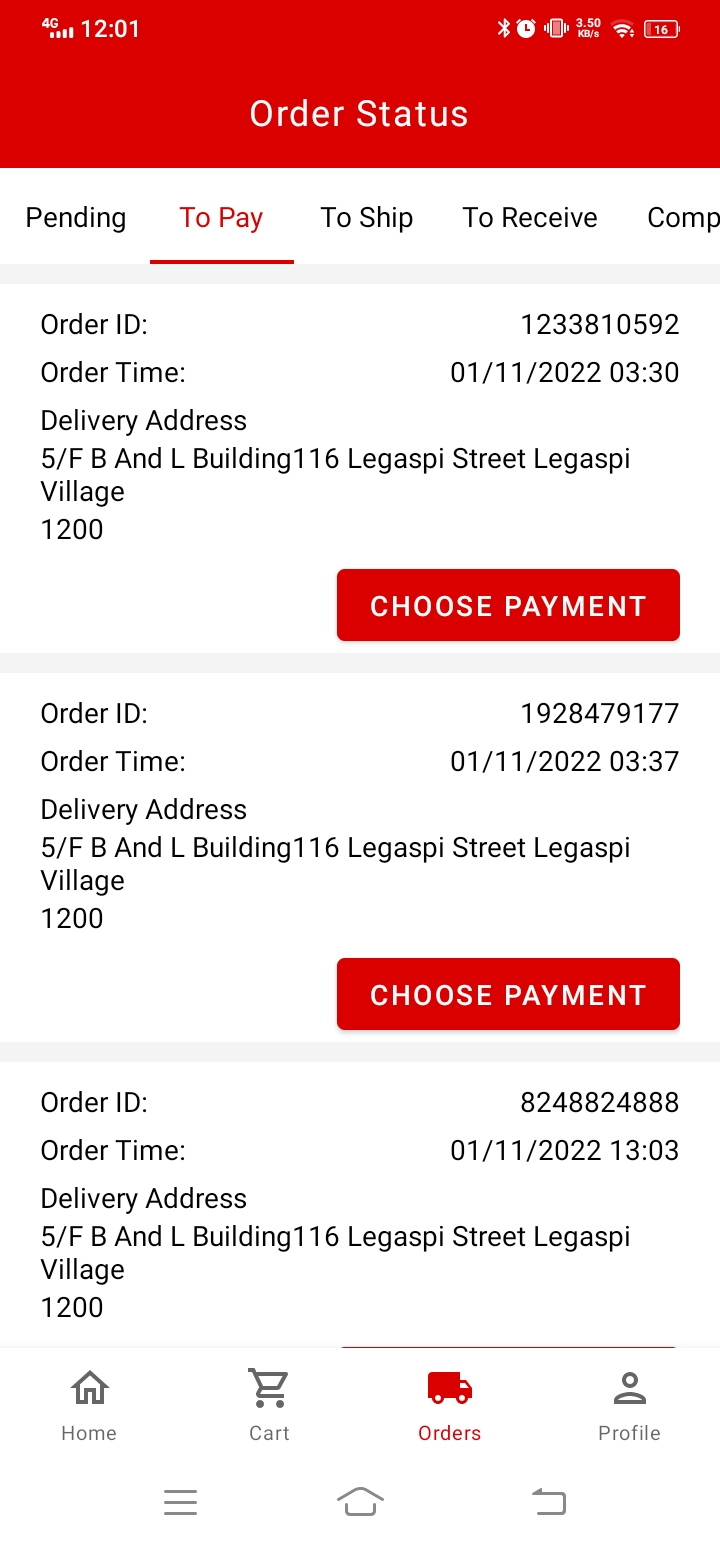 4G 12:01 3.50 KB/s 16
Order Status
Pending To Pay To Ship To Receive Comp
Order ID: 1233810592
Order Time: 01/11/2022 03:30
Delivery Address
5/F B And L Building116 Legaspi Street Legaspi
Village
1200
CHOOSE PAYMENT
Order ID: 1928479177
Order Time: 01/11/2022 03:37
Delivery Address
5/F B And L Building116 Legaspi Street Legaspi
Village
1200
CHOOSE PAYMENT
Order ID: 8248824888
Order Time: 01/11/2022 13:03
Delivery Address
5/F B And L Building116 Legaspi Street Legaspi
Village
1200
Home Cart Orders Profile